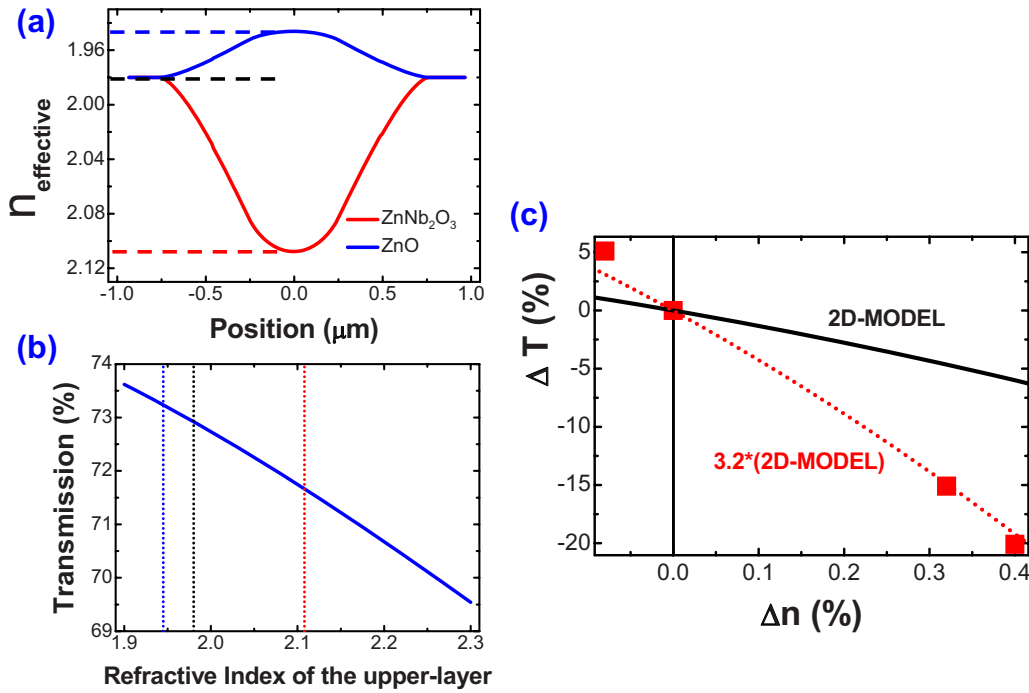 (a)
1.96
2.00
2.04
2.08
2.12
n effective
ZnNb2O3
ZnO
-1.0
-0.5
0.0
0.5
1.0
Position (μm)
(b)
74
73
72
71
70
69
Transmission (%)
1.9
2.0
2.1
2.2
2.3
Refractive Index of the upper-layer
(c)
5
0
-5
-10
-15
-20
Δ T (%)
2D-MODEL
3.2*(2D-MODEL)
0.0
0.1
0.2
0.3
0.4
Δn (%)